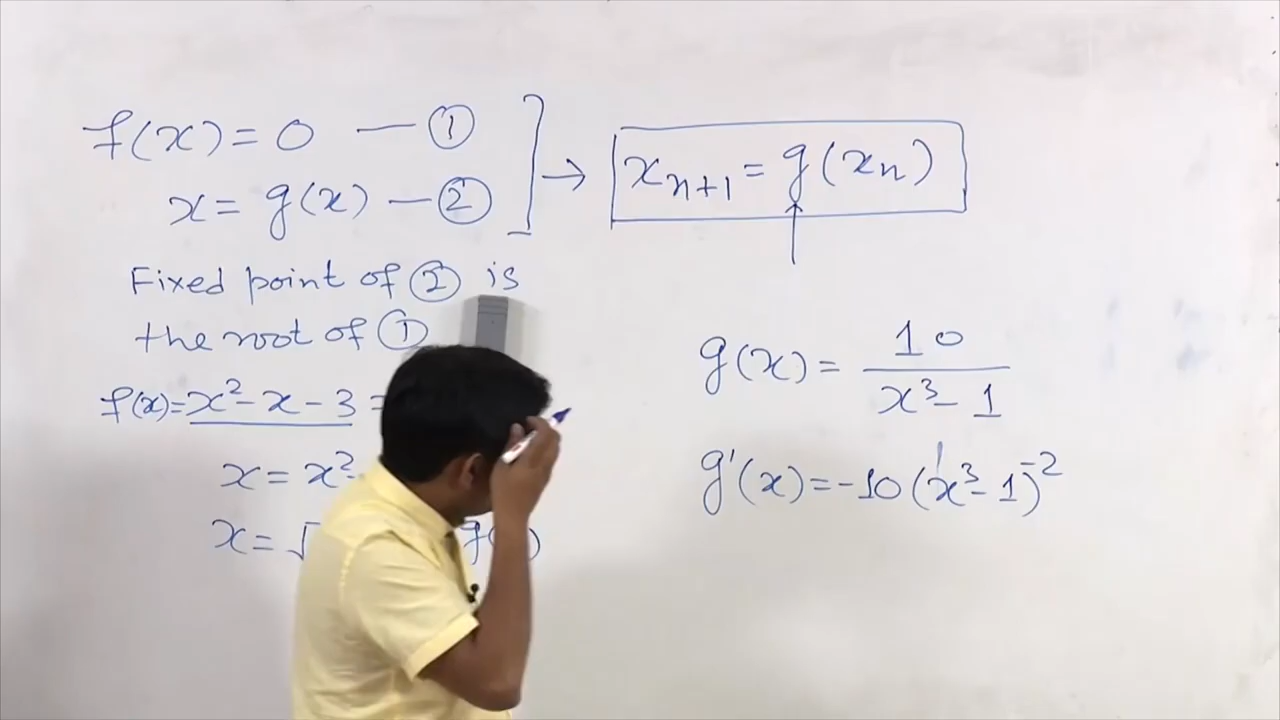 f(x) = 0 — ①
x = g(x) — ②
] → x_{n+1} = g(x_n)
Fixed point of ② is
the root of ①
f(x) = x² - x - 3 =
x = x²
x = √
g(x) = 10 / (x³ - 1)
g'(x) = -10 (x³ - 1)⁻²